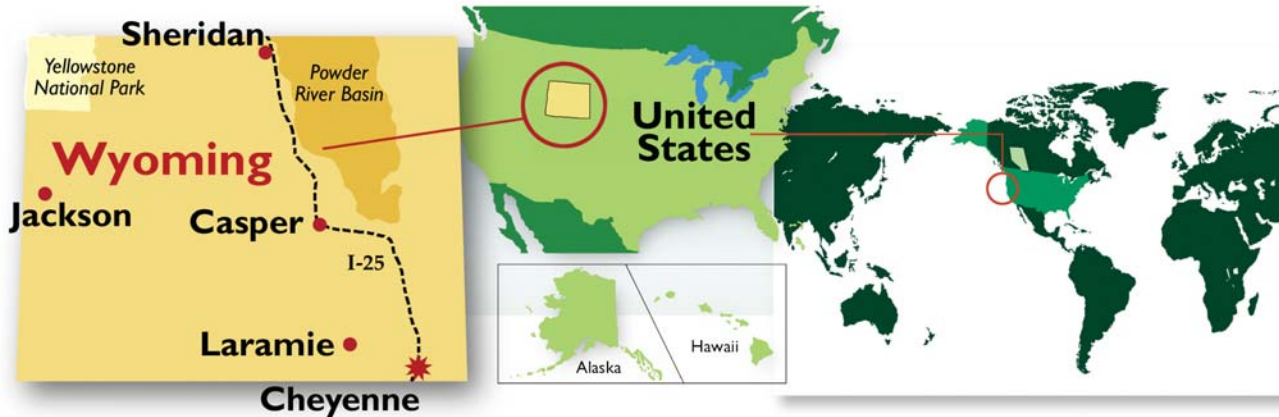 Sheridan
Yellowstone
National Park
Powder
River Basin
Wyoming
Jackson
Casper
I-25
Laramie
Cheyenne
United
States
Alaska
Hawaii